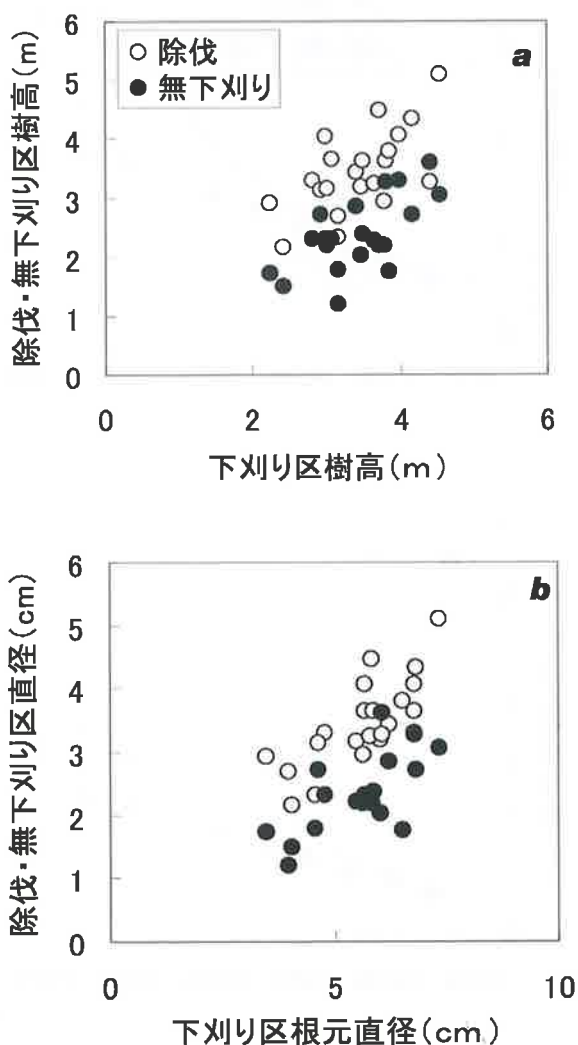 6
5
4
3
2
1
0
除伐・無下刈り区樹高(m)
○ 除伐
● 無下刈り
a
0 2 4 6
下刈り区樹高(m)
6
5
4
3
2
1
0
除伐・無下刈り区直径(cm)
b
0 5 10
下刈り区根元直径(cm)